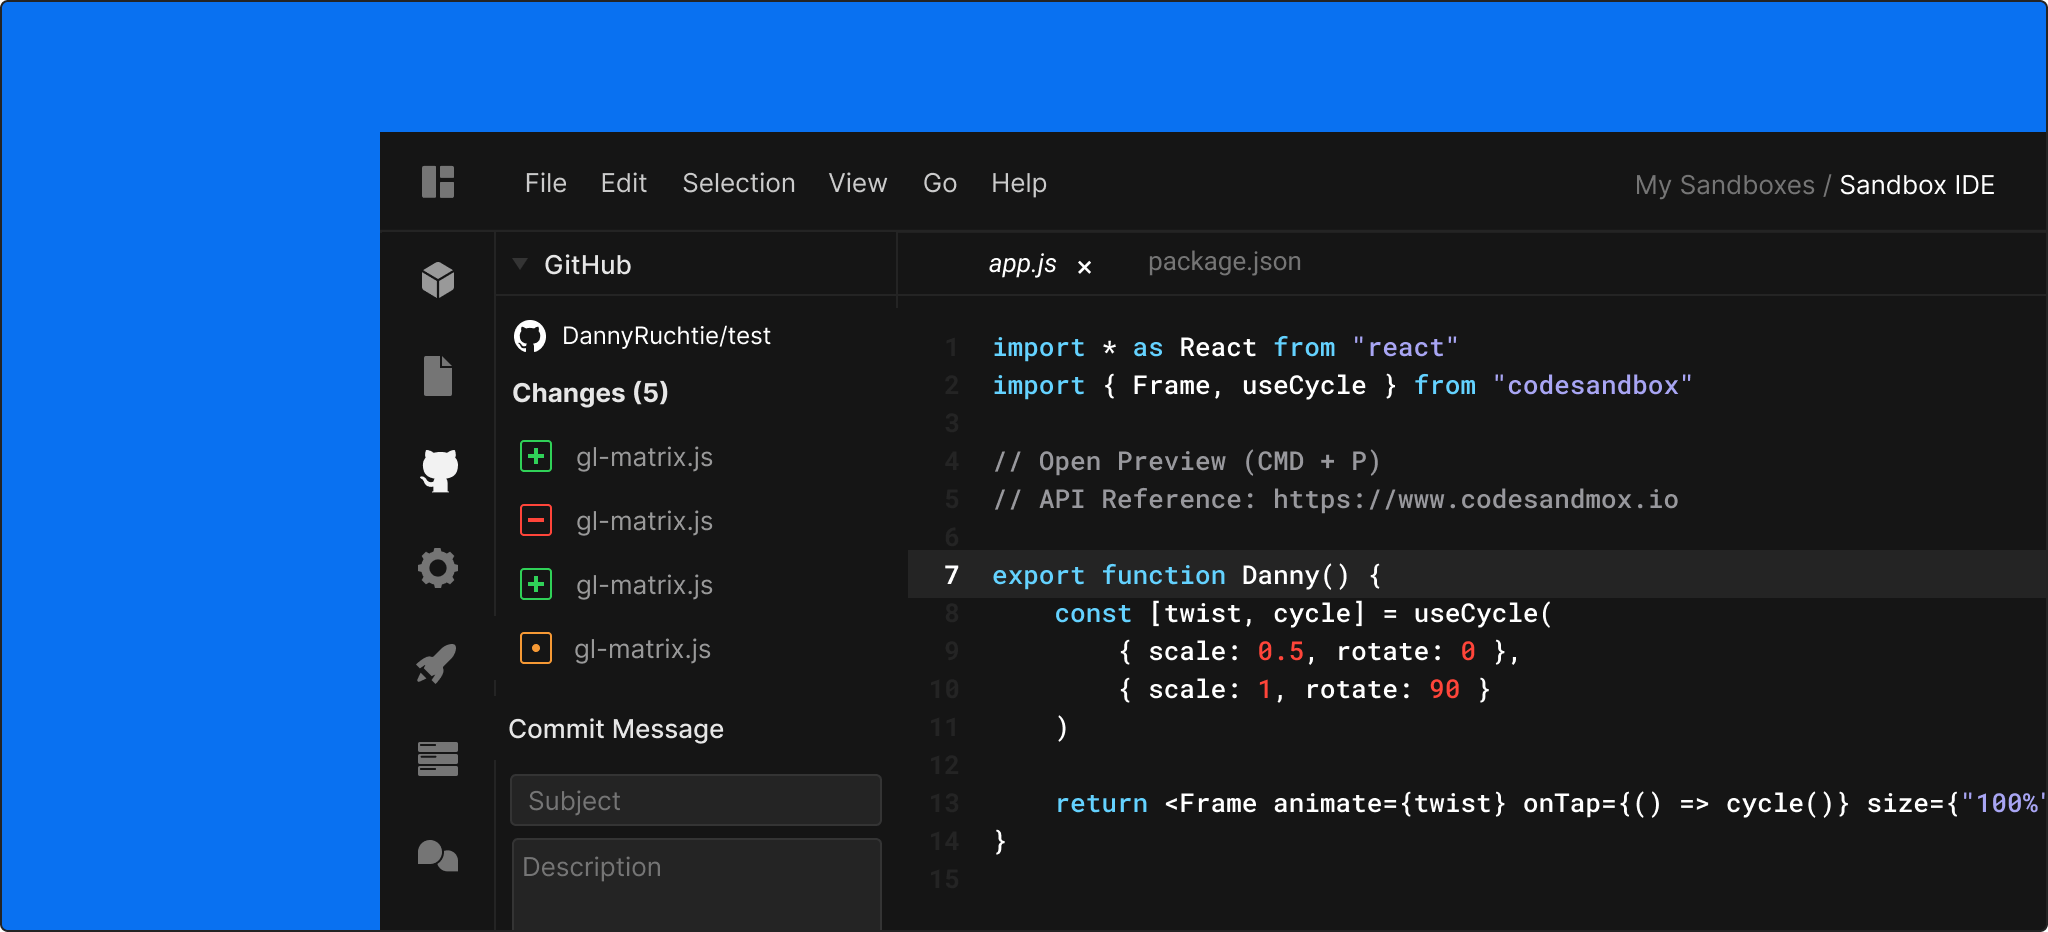 File Edit Selection View Go Help
My Sandboxes / Sandbox IDE
GitHub
DannyRuchtie/test
Changes (5)
gl-matrix.js
gl-matrix.js
gl-matrix.js
gl-matrix.js
Commit Message
Subject
Description
app.js × package.json
1 import * as React from "react"
2 import { Frame, useCycle } from "codesandbox"
3
4 // Open Preview (CMD + P)
5 // API Reference: https://www.codesandmox.io
6
7 export function Danny() {
8     const [twist, cycle] = useCycle(
9         { scale: 0.5, rotate: 0 },
10         { scale: 1, rotate: 90 }
11     )
12
13     return <Frame animate={twist} onTap={() => cycle()} size={"100%"
14 }
15